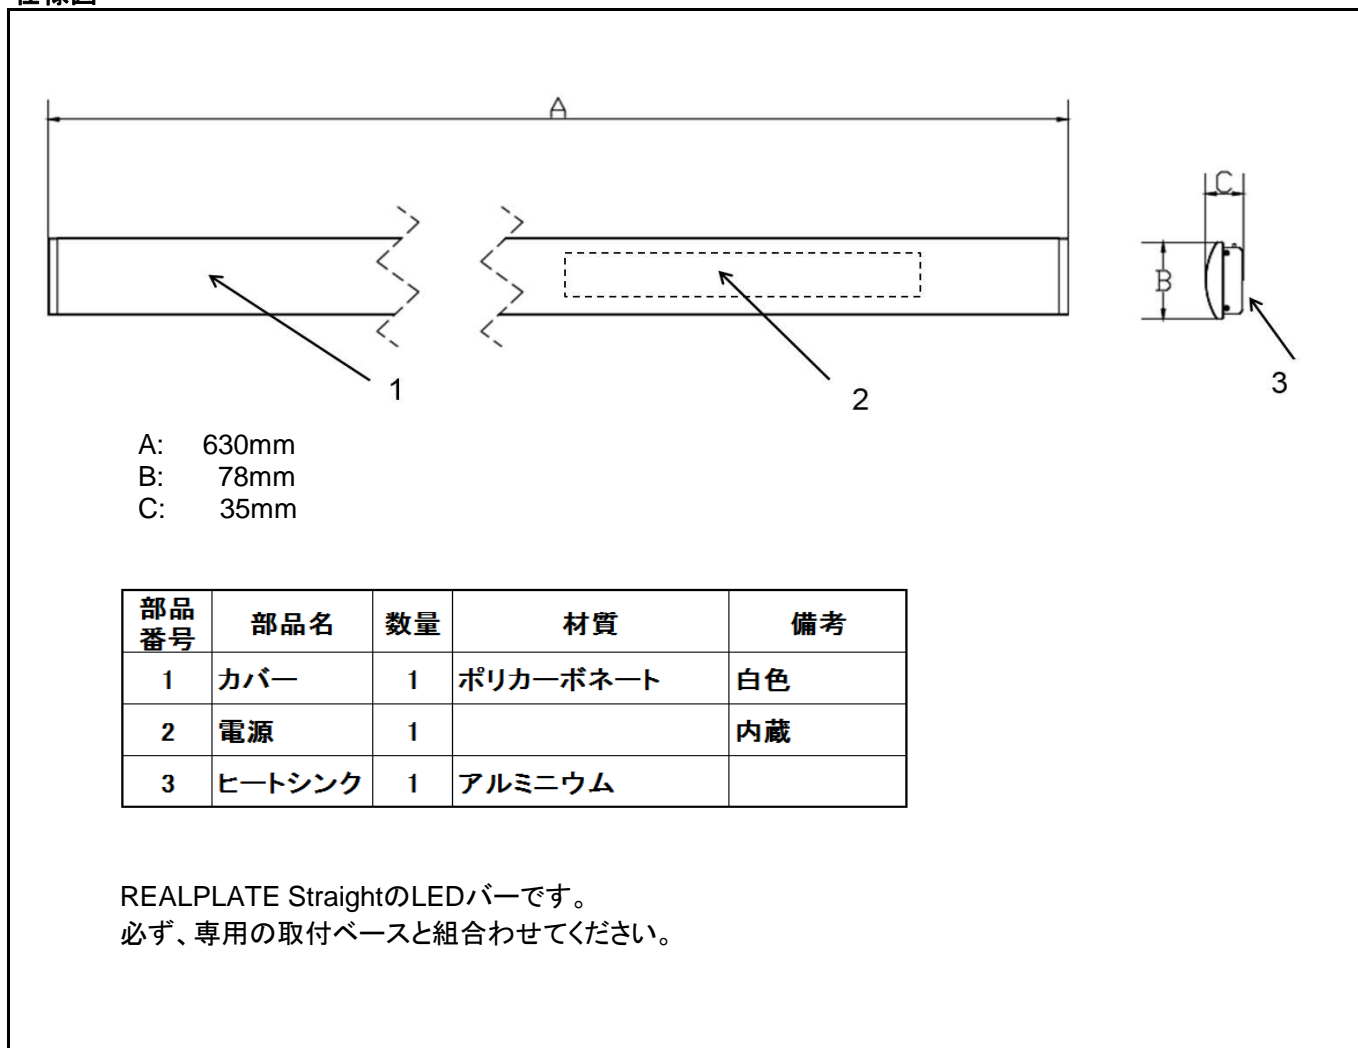 A
C
B
1
2
3
A: 630mm
B: 78mm
C: 35mm
部品番号 部品名 数量 材質 備考
1 カバー 1 ポリカーボネート 白色
2 電源 1 内蔵
3 ヒートシンク 1 アルミニウム
REALPLATE StraightのLEDバーです。
必ず、専用の取付ベースと組合わせてください。